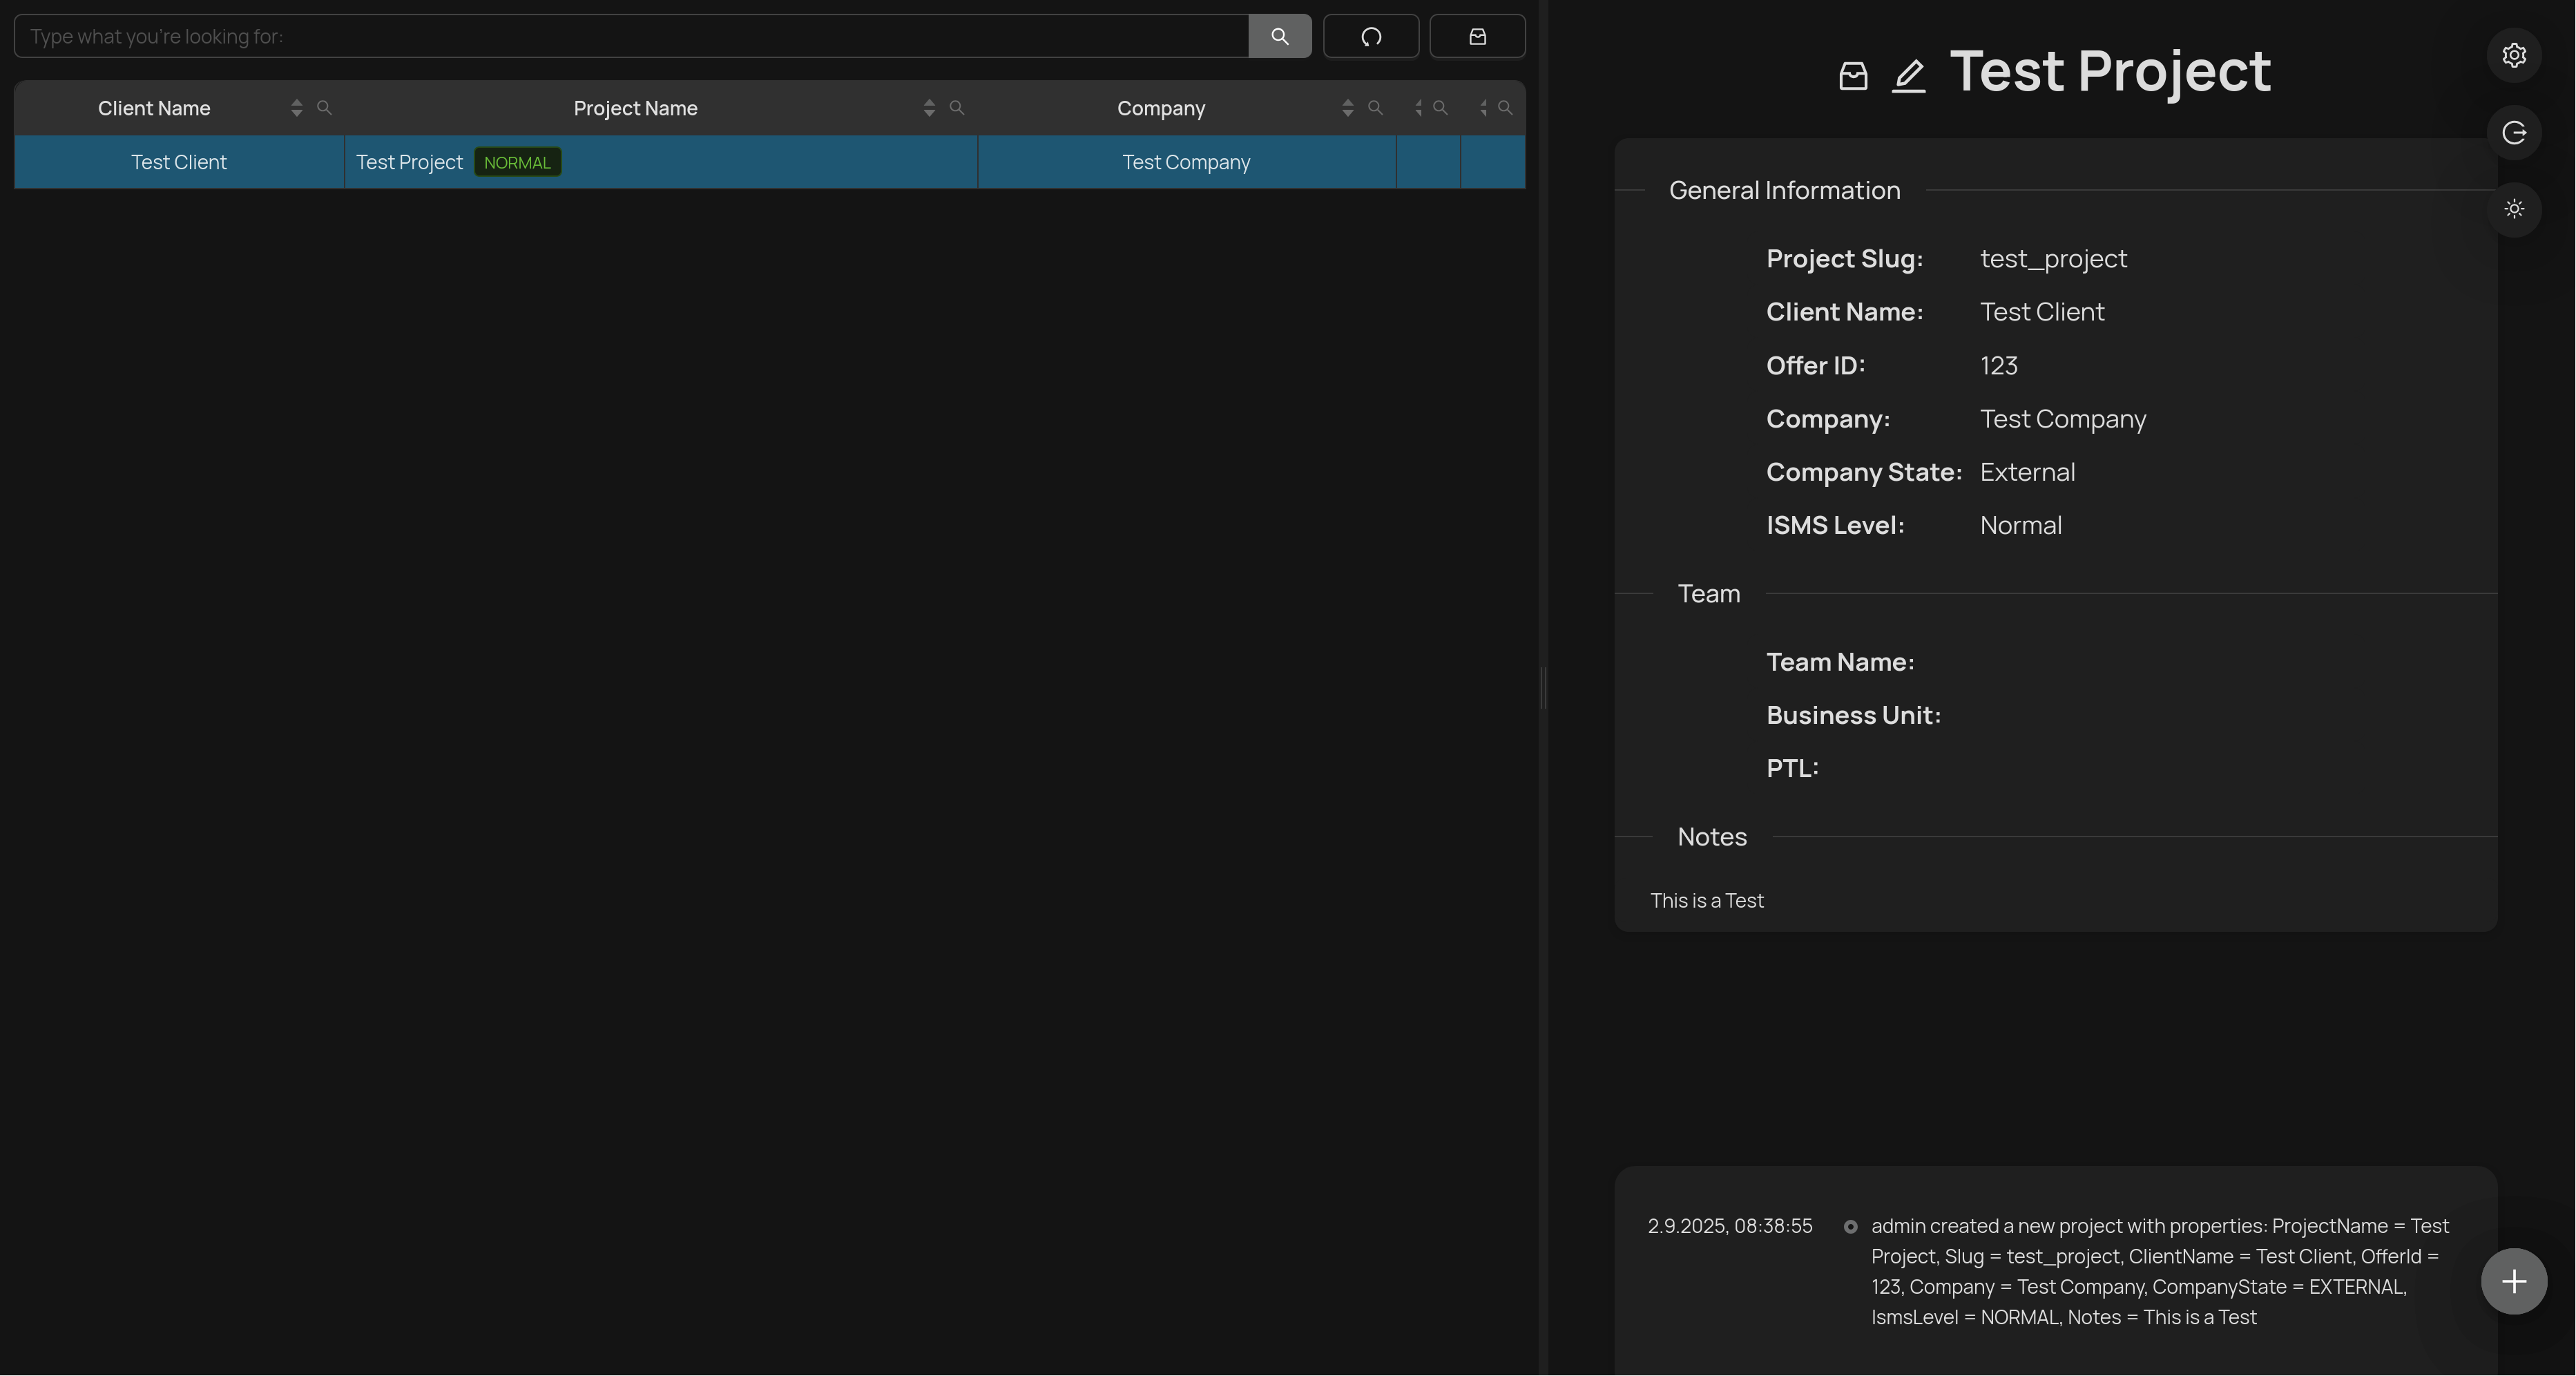 Type what you're looking for:
Client Name Project Name Company
Test Client Test Project NORMAL Test Company
Test Project
General Information
Project Slug: test_project
Client Name: Test Client
Offer ID: 123
Company: Test Company
Company State: External
ISMS Level: Normal
Team
Team Name:
Business Unit:
PTL:
Notes
This is a Test
2.9.2025, 08:38:55 admin created a new project with properties: ProjectName = Test
Project, Slug = test_project, ClientName = Test Client, OfferId =
123, Company = Test Company, CompanyState = EXTERNAL,
IsmsLevel = NORMAL, Notes = This is a Test